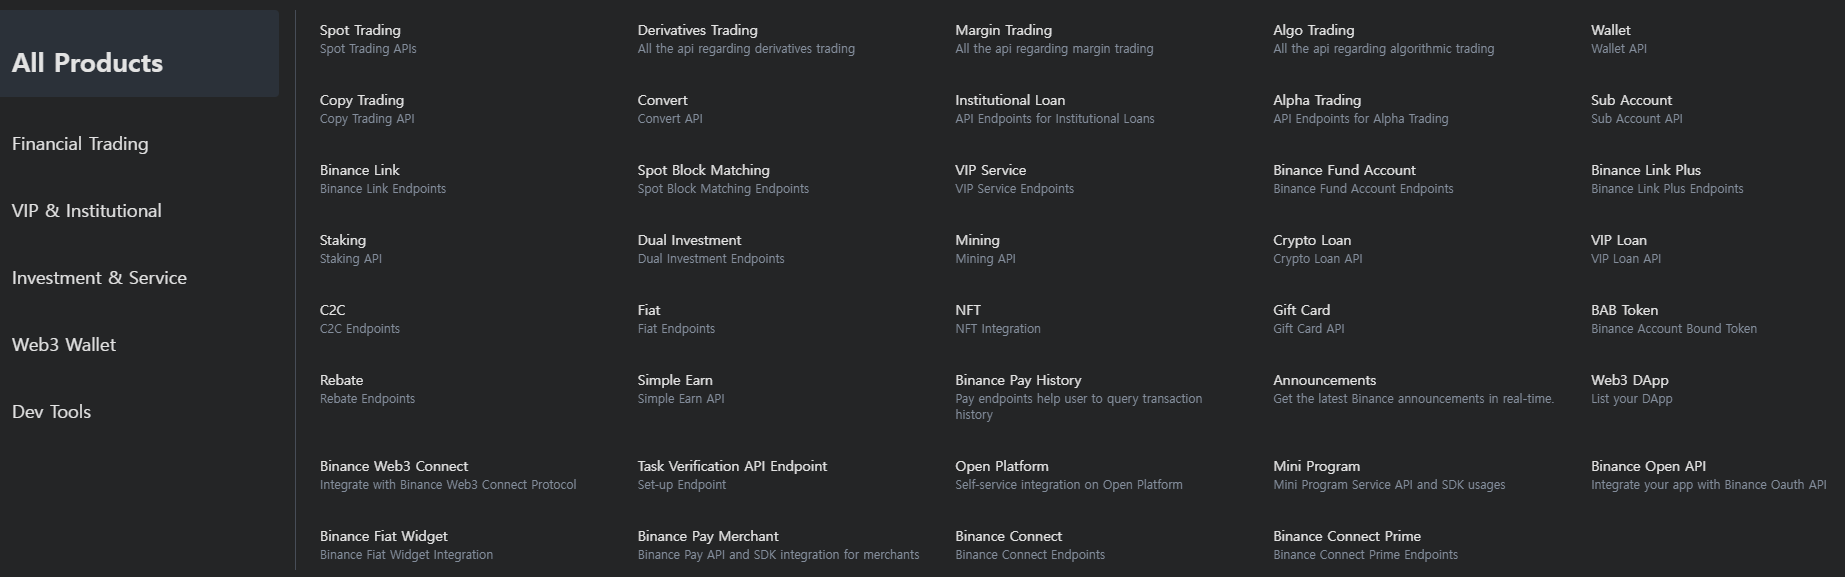 All Products
Financial Trading
VIP & Institutional
Investment & Service
Web3 Wallet
Dev Tools
Spot Trading
Spot Trading APIs
Derivatives Trading
All the api regarding derivatives trading
Margin Trading
All the api regarding margin trading
Algo Trading
All the api regarding algorithmic trading
Wallet
Wallet API
Copy Trading
Copy Trading API
Convert
Convert API
Institutional Loan
API Endpoints for Institutional Loans
Alpha Trading
API Endpoints for Alpha Trading
Sub Account
Sub Account API
Binance Link
Binance Link Endpoints
Spot Block Matching
Spot Block Matching Endpoints
VIP Service
VIP Service Endpoints
Binance Fund Account
Binance Fund Account Endpoints
Binance Link Plus
Binance Link Plus Endpoints
Staking
Staking API
Dual Investment
Dual Investment Endpoints
Mining
Mining API
Crypto Loan
Crypto Loan API
VIP Loan
VIP Loan API
C2C
C2C Endpoints
Fiat
Fiat Endpoints
NFT
NFT Integration
Gift Card
Gift Card API
BAB Token
Binance Account Bound Token
Rebate
Rebate Endpoints
Simple Earn
Simple Earn API
Binance Pay History
Pay endpoints help user to query transaction
history
Announcements
Get the latest Binance announcements in real-time.
Web3 DApp
List your DApp
Binance Web3 Connect
Integrate with Binance Web3 Connect Protocol
Task Verification API Endpoint
Set-up Endpoint
Open Platform
Self-service integration on Open Platform
Mini Program
Mini Program Service API and SDK usages
Binance Open API
Integrate your app with Binance Oauth API
Binance Fiat Widget
Binance Fiat Widget Integration
Binance Pay Merchant
Binance Pay API and SDK integration for merchants
Binance Connect
Binance Connect Endpoints
Binance Connect Prime
Binance Connect Prime Endpoints